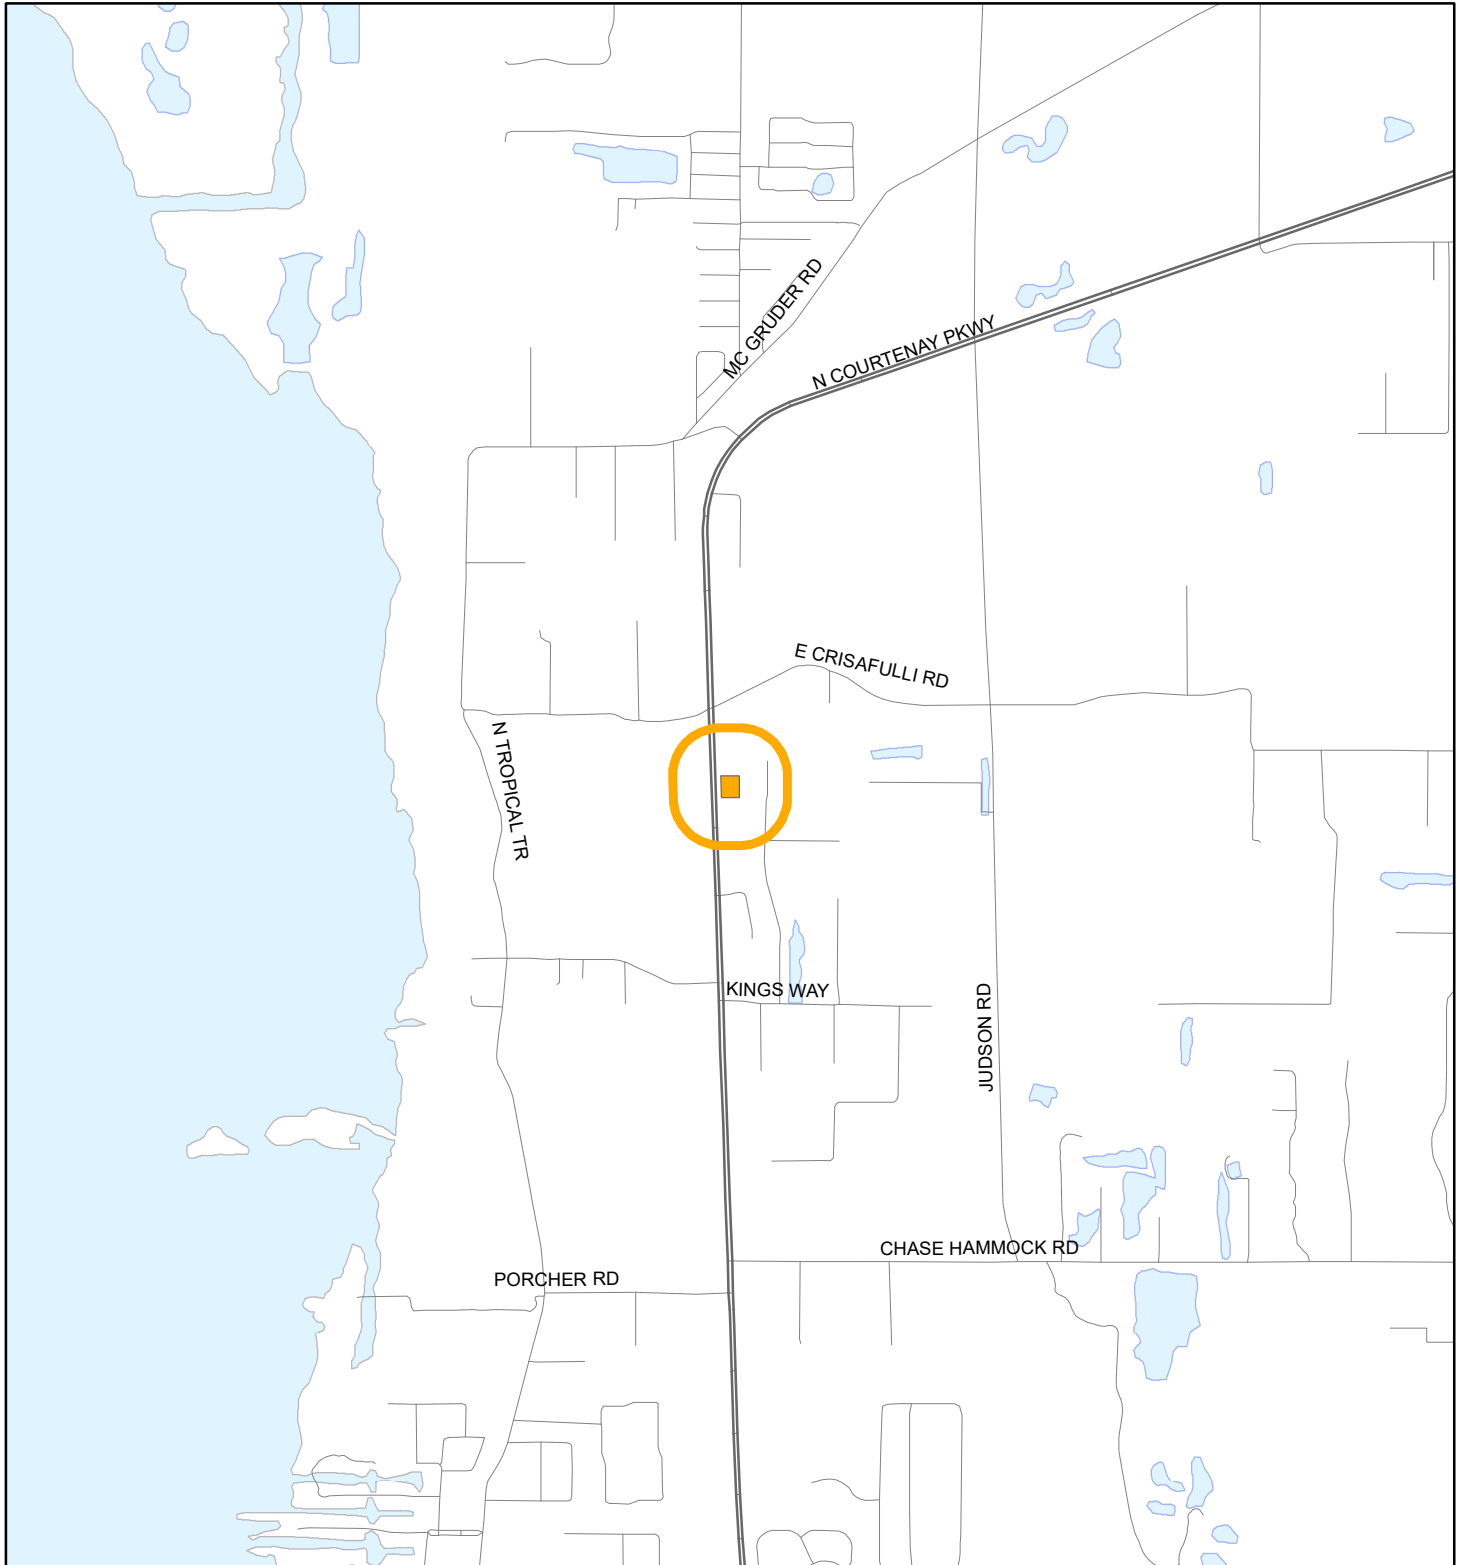 MC GRUDER RD
N COURTENAY PKWY
E CRISAFULLI RD
N TROPICAL TR
KINGS WAY
JUDSON RD
CHASE HAMMOCK RD
PORCHER RD